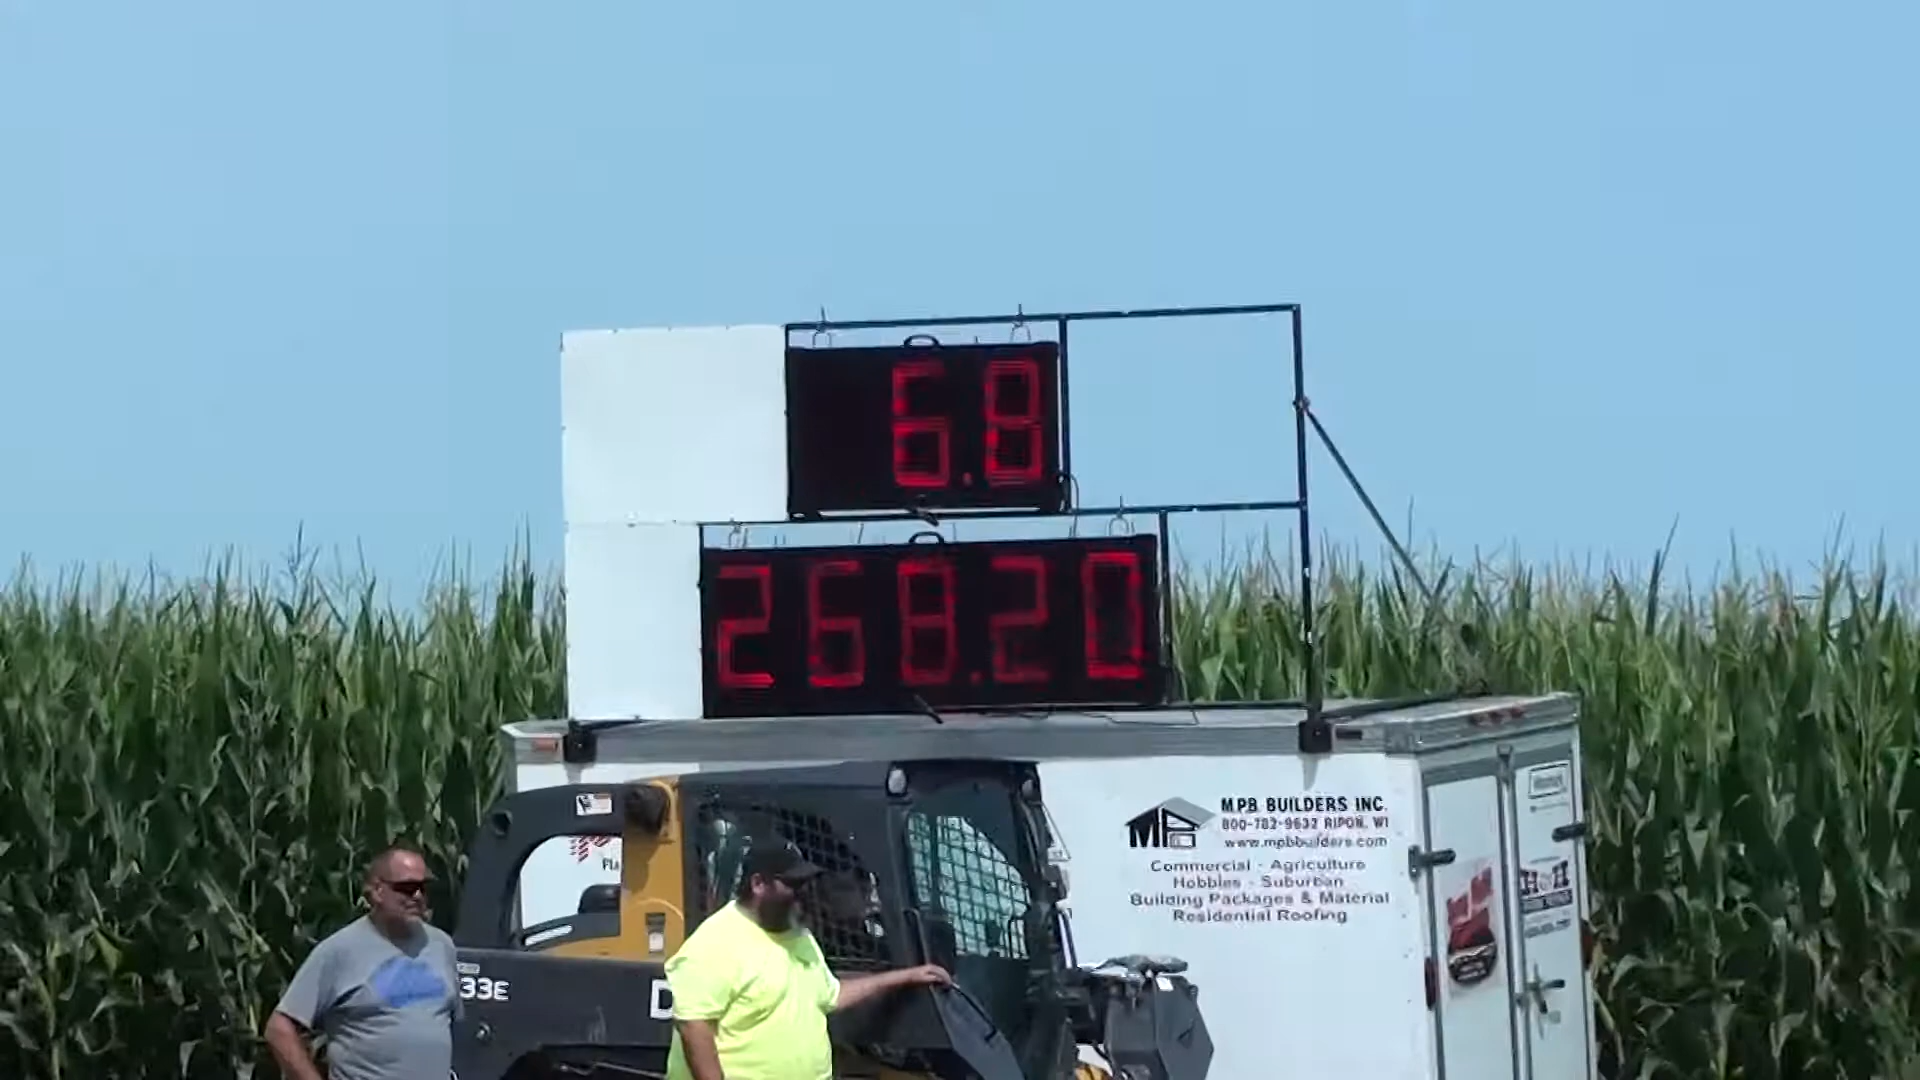 6.8
268.20
M.P.B. BUILDERS INC.
800-782-9632 RIPON, WI
www.mpbbuilders.com
Commercial - Agriculture
Hobbies - Suburban
Building Packages & Material
Residential Roofing
33E
D